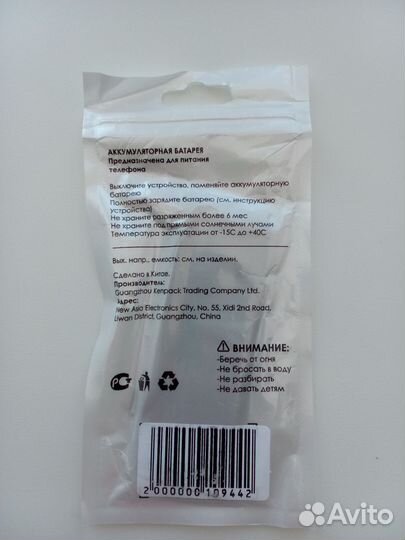 АККУМУЛЯТОРНАЯ БАТАРЕЯ
Предназначена для питания
телефона
Выключите устройство, поменяйте аккумуляторную
батарею
Полностью зарядите батарею (см. инструкцию
устройства)
Не храните разряженным более 6 мес
Не храните под прямыми солнечными лучами
Температура эксплуатации от -15С до +40С
Вых. напр., емкость: см. на изделии.
Сделано в Китае.
Производитель:
Guangzhou Kenpack Trading Company Ltd.
Адрес:
New Asia Electronics City, No. 55, Xidi 2nd Road,
Liwan District, Guangzhou, China
ВНИМАНИЕ:
-Беречь от огня
-Не бросать в воду
-Не разбирать
-Не давать детям
РСТ
2 000000 109442
Avito